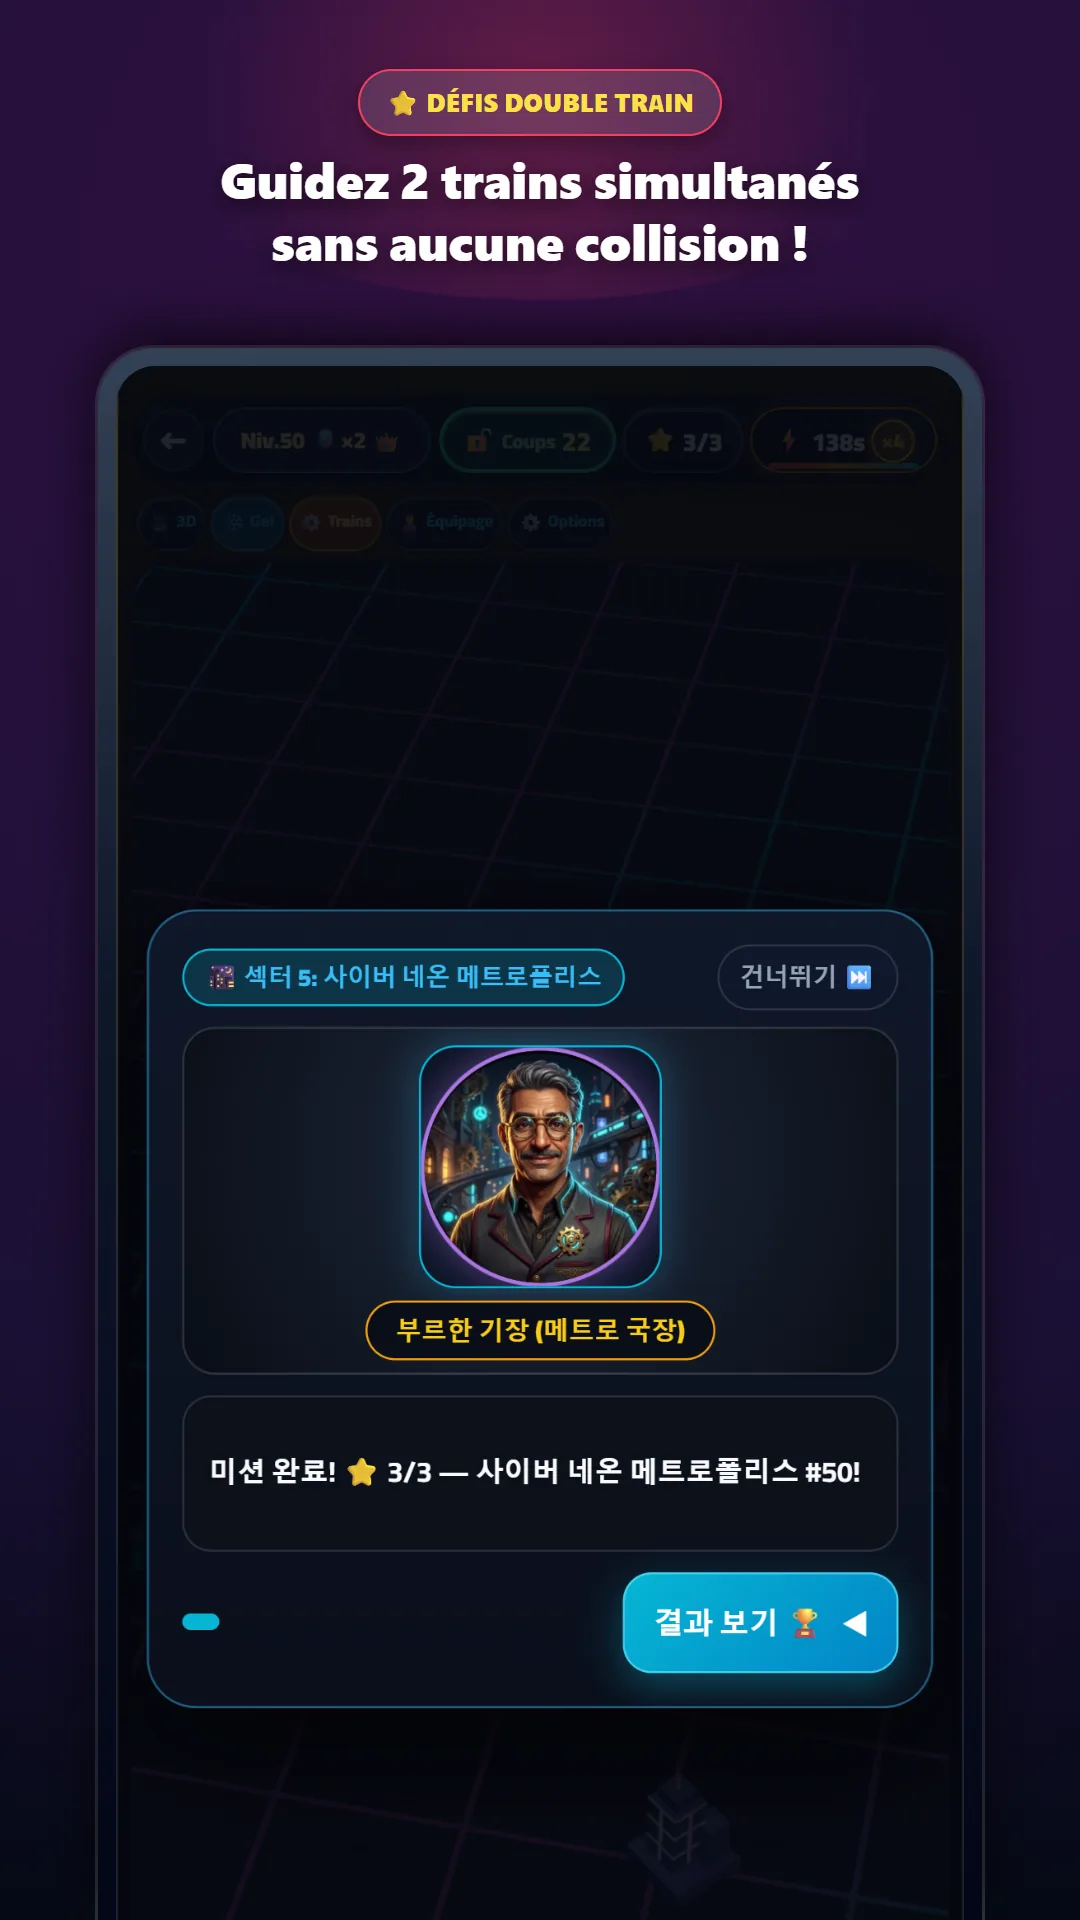 ⭐ DÉFIS DOUBLE TRAIN
Guidez 2 trains simultanés
sans aucune collision !
Niv.50 x2
Coups 22
3/3
138s x4
3D
Gel
Trains
Équipage
Options
섹터 5: 사이버 네온 메트로폴리스
건너뛰기 ⏭
부르한 기장 (메트로 국장)
미션 완료! ⭐ 3/3 — 사이버 네온 메트로폴리스 #50!
결과 보기 🏆 ◀